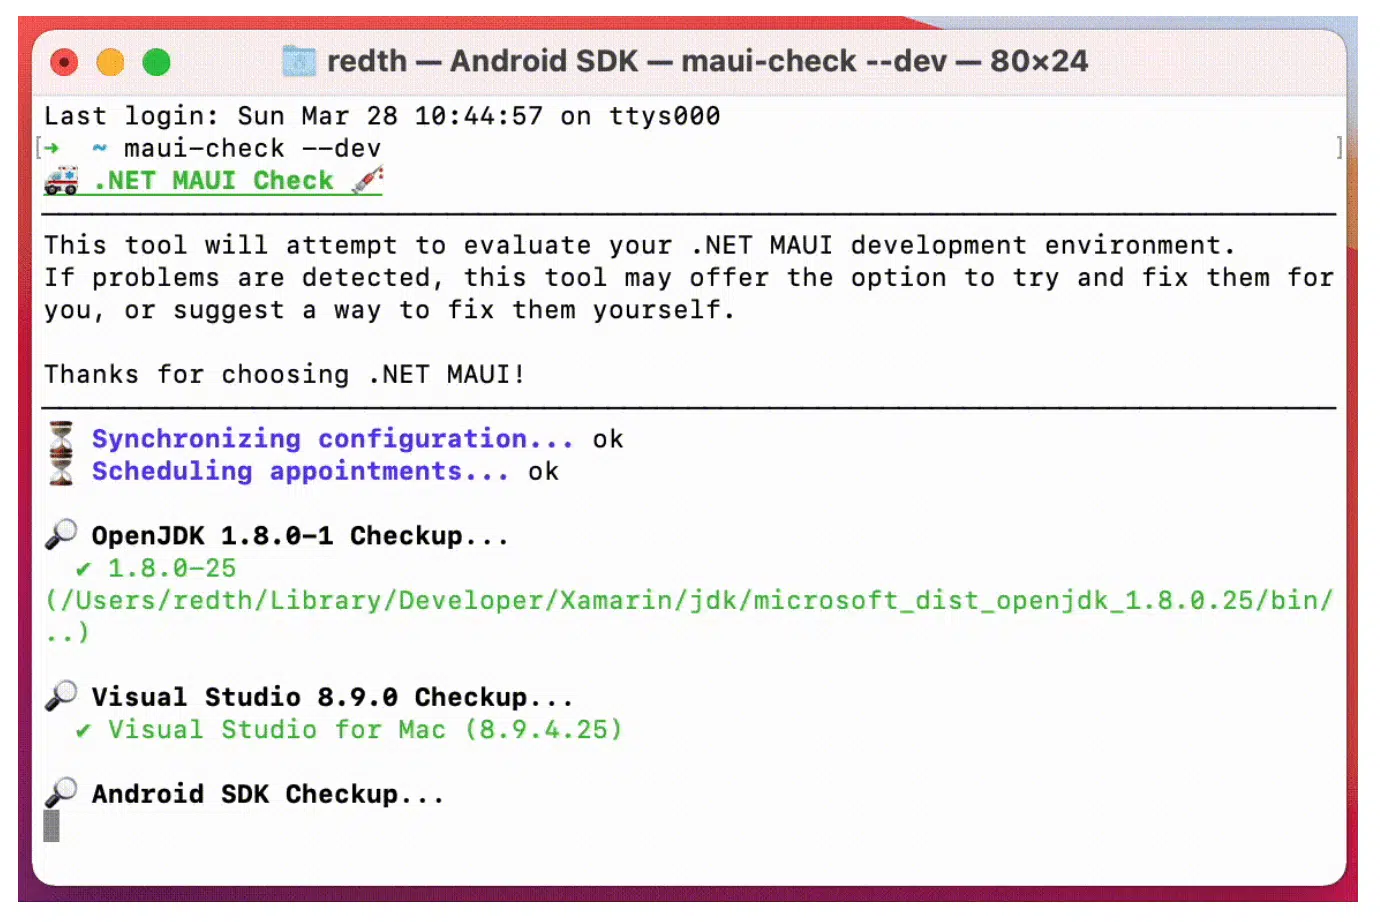 redth — Android SDK — maui-check --dev — 80×24
Last login: Sun Mar 28 10:44:57 on ttys000
[➜ ~ maui-check --dev ]
.NET MAUI Check
This tool will attempt to evaluate your .NET MAUI development environment.
If problems are detected, this tool may offer the option to try and fix them for
you, or suggest a way to fix them yourself.
Thanks for choosing .NET MAUI!
Synchronizing configuration... ok
Scheduling appointments... ok
OpenJDK 1.8.0-1 Checkup...
✔ 1.8.0-25
(/Users/redth/Library/Developer/Xamarin/jdk/microsoft_dist_openjdk_1.8.0.25/bin/
..)
Visual Studio 8.9.0 Checkup...
✔ Visual Studio for Mac (8.9.4.25)
Android SDK Checkup...